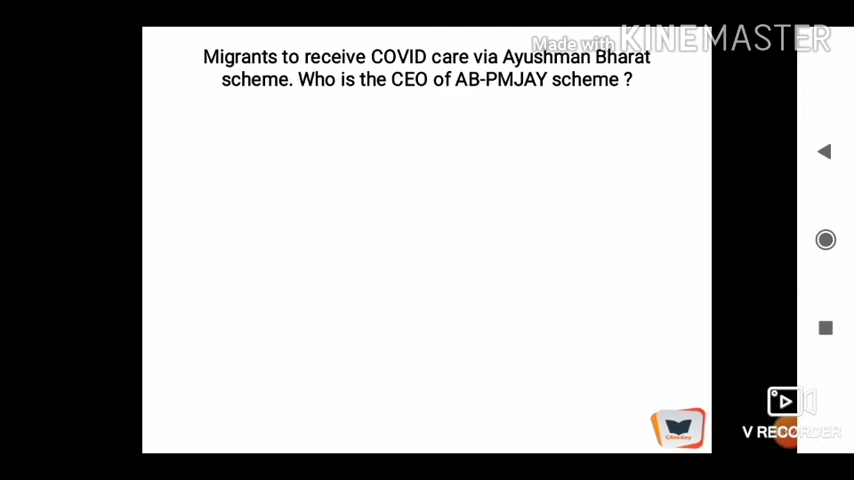 Made with KINEMASTER
Migrants to receive COVID care via Ayushman Bharat
scheme. Who is the CEO of AB-PMJAY scheme ?
CAtoday
V RECORDER